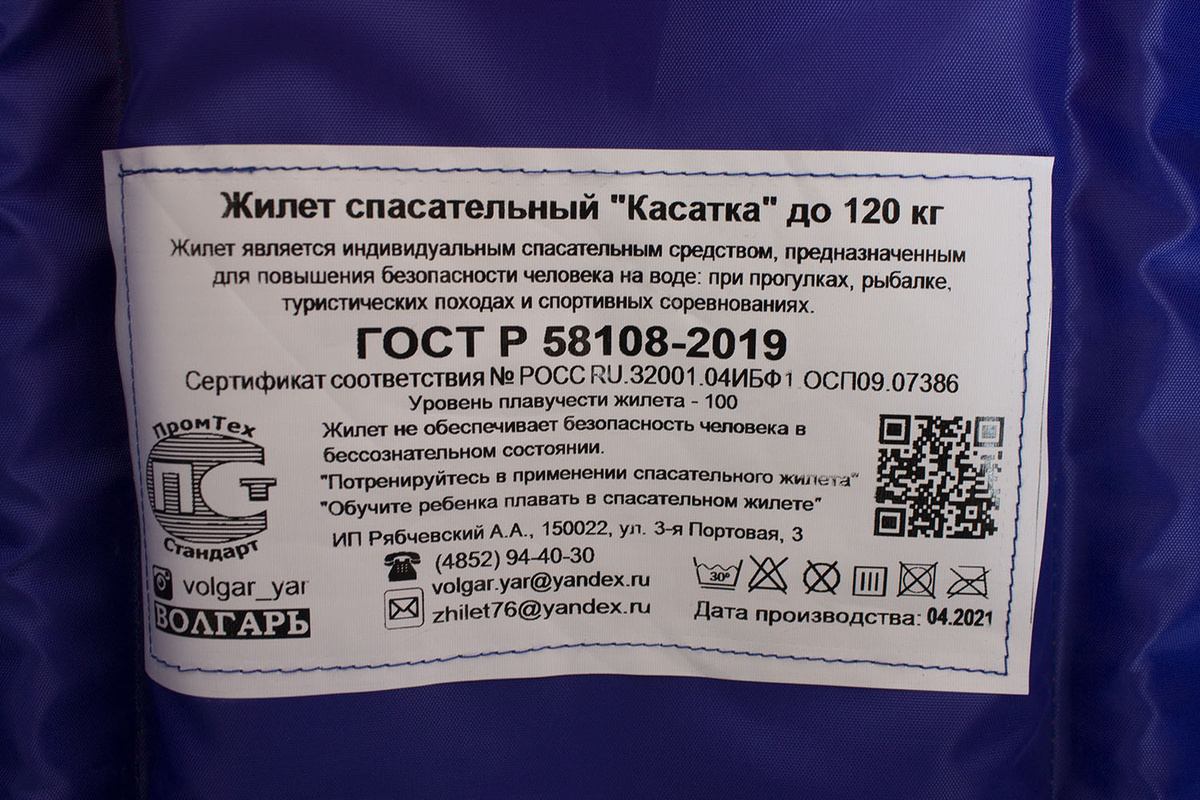 Жилет спасательный "Касатка" до 120 кг
Жилет является индивидуальным спасательным средством, предназначенным
для повышения безопасности человека на воде: при прогулках, рыбалке,
туристических походах и спортивных соревнованиях.
ГОСТ Р 58108-2019
Сертификат соответствия № РОСС RU.32001.04ИБФ1.ОСП09.07386
Уровень плавучести жилета - 100
Жилет не обеспечивает безопасность человека в
бессознательном состоянии.
"Потренируйтесь в применении спасательного жилета"
"Обучите ребенка плавать в спасательном жилете"
ИП Рябчевский А.А., 150022, ул. 3-я Портовая, 3
ПромТех
ПСТ
Стандарт
volgar_yar
ВОЛГАРЬ
(4852) 94-40-30
volgar.yar@yandex.ru
zhilet76@yandex.ru
30°
Дата производства: 04.2021